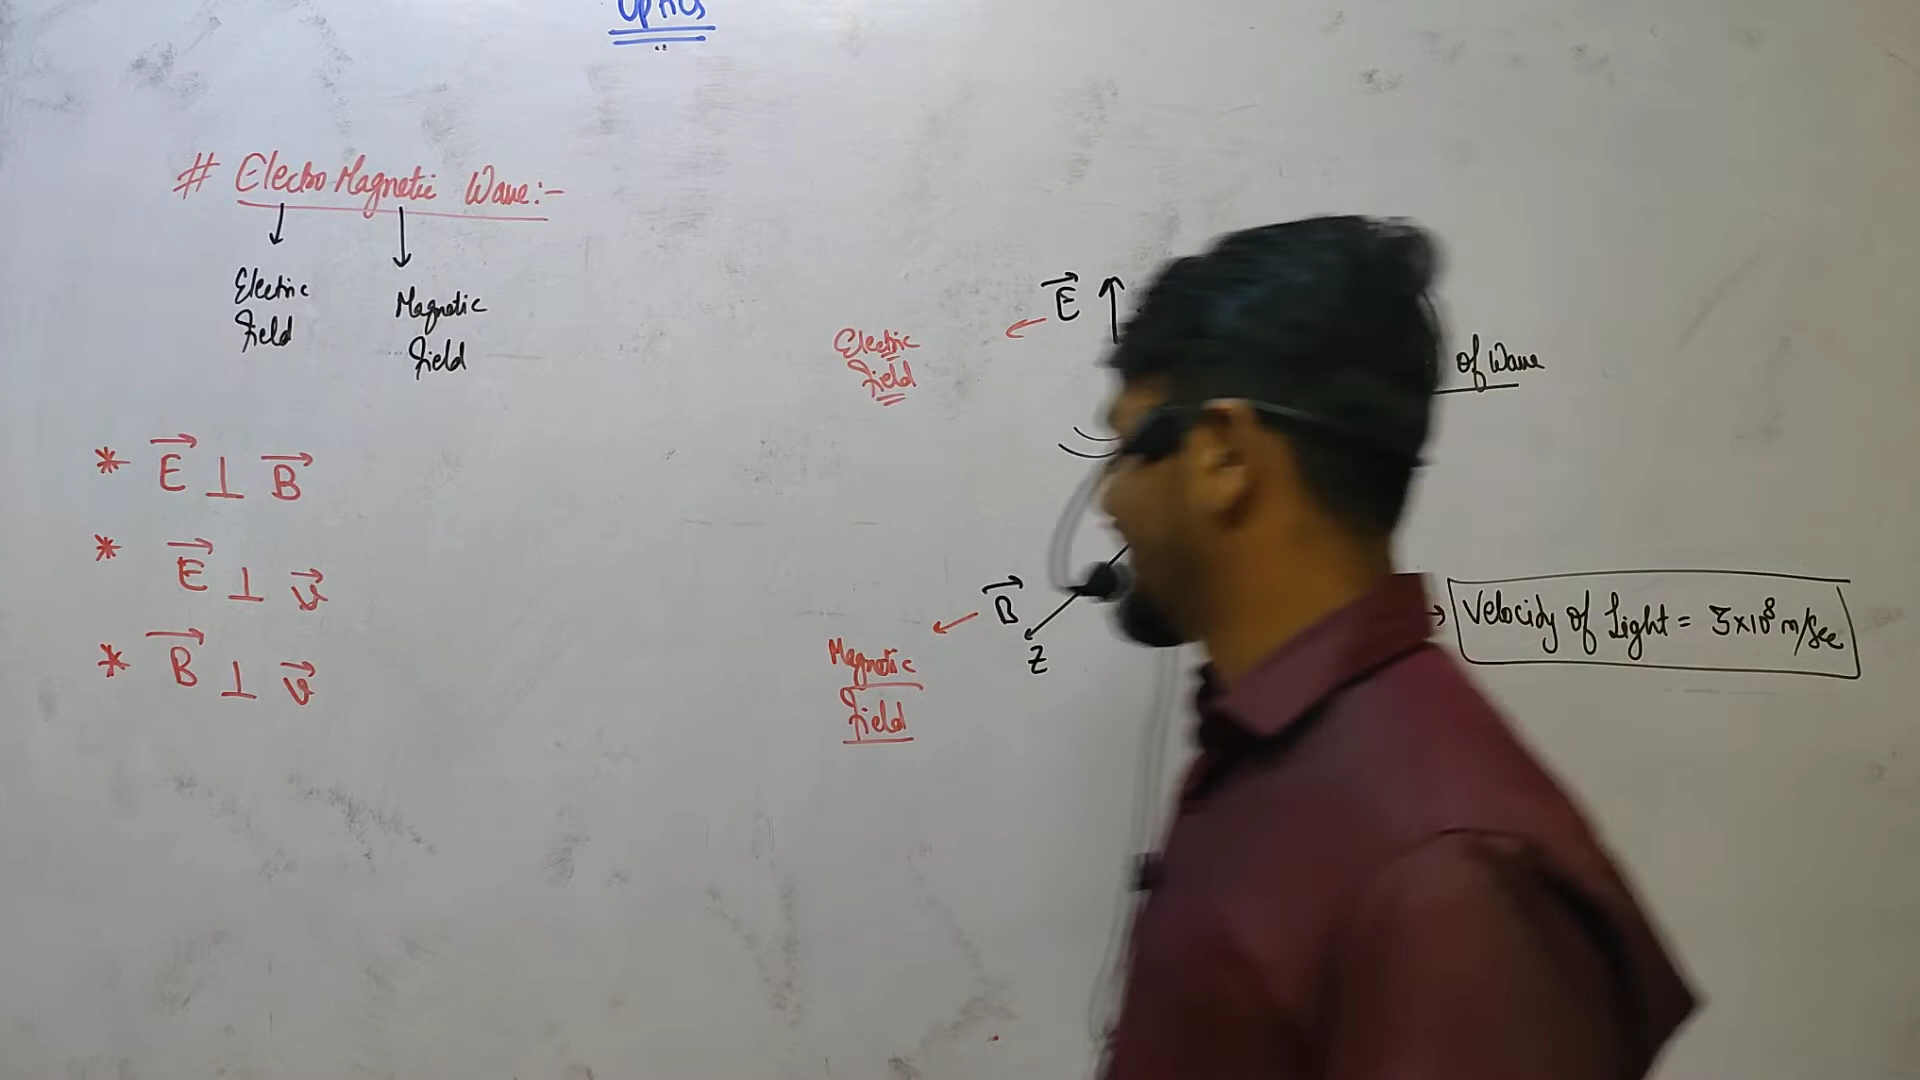 Optics
# Electro Magnetic Wave:-
Electric
Field
Magnetic
Field
* E ⊥ B
* E ⊥ v
* B ⊥ v
E
Electric
Field
of Wave
B
Z
Magnetic
Field
Velocity of Light = 3×10⁸ m/sec